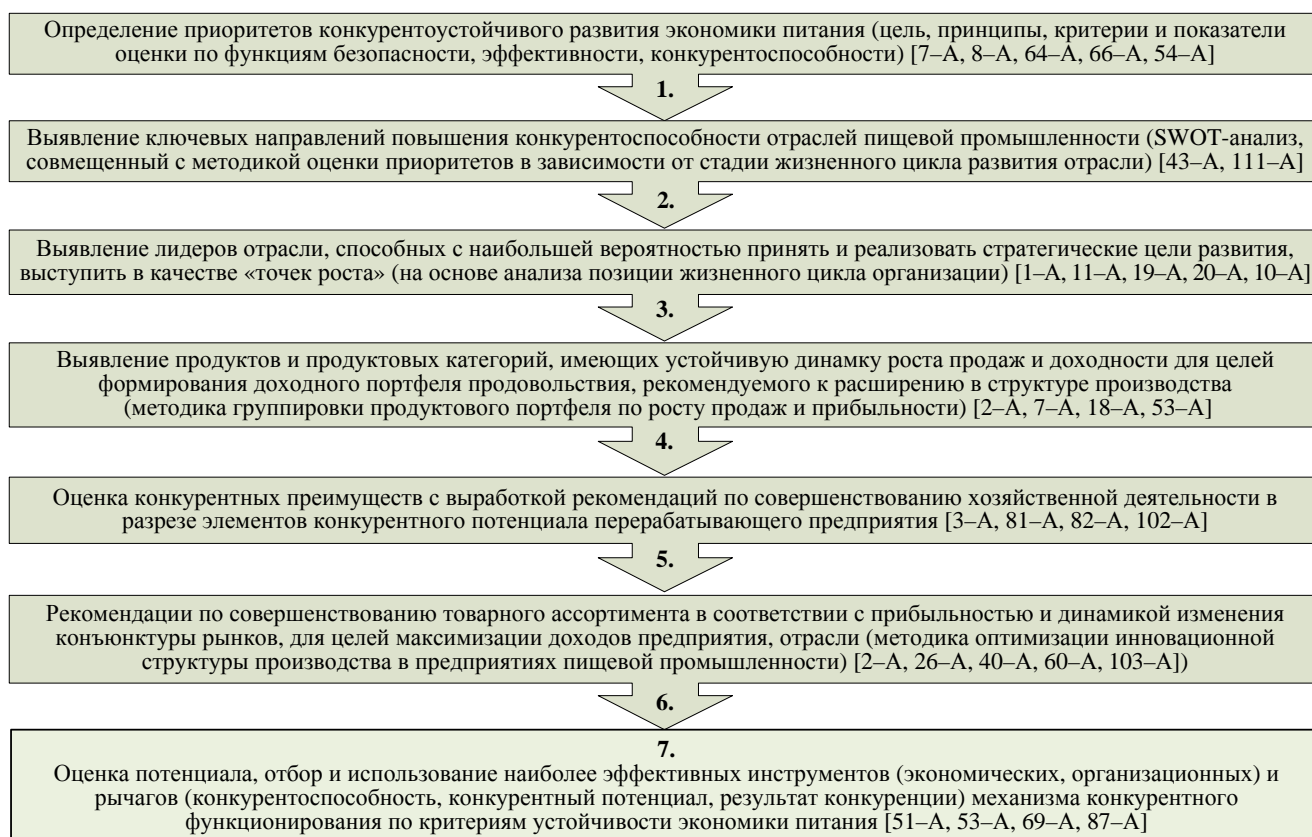 Определение приоритетов конкурентоустойчивого развития экономики питания (цель, принципы, критерии и показатели
оценки по функциям безопасности, эффективности, конкурентоспособности) [7–А, 8–А, 64–А, 66–А, 54–А]
1.
Выявление ключевых направлений повышения конкурентоспособности отраслей пищевой промышленности (SWOT-анализ,
совмещенный с методикой оценки приоритетов в зависимости от стадии жизненного цикла развития отрасли) [43–А, 111–А]
2.
Выявление лидеров отрасли, способных с наибольшей вероятностью принять и реализовать стратегические цели развития,
выступить в качестве «точек роста» (на основе анализа позиции жизненного цикла организации) [1–А, 11–А, 19–А, 20–А, 10–А]
3.
Выявление продуктов и продуктовых категорий, имеющих устойчивую динамку роста продаж и доходности для целей
формирования доходного портфеля продовольствия, рекомендуемого к расширению в структуре производства
(методика группировки продуктового портфеля по росту продаж и прибыльности) [2–А, 7–А, 18–А, 53–А]
4.
Оценка конкурентных преимуществ с выработкой рекомендаций по совершенствованию хозяйственной деятельности в
разрезе элементов конкурентного потенциала перерабатывающего предприятия [3–А, 81–А, 82–А, 102–А]
5.
Рекомендации по совершенствованию товарного ассортимента в соответствии с прибыльностью и динамикой изменения
конъюнктуры рынков, для целей максимизации доходов предприятия, отрасли (методика оптимизации инновационной
структуры производства в предприятиях пищевой промышленности) [2–А, 26–А, 40–А, 60–А, 103–А])
6.
7.
Оценка потенциала, отбор и использование наиболее эффективных инструментов (экономических, организационных) и
рычагов (конкурентоспособность, конкурентный потенциал, результат конкуренции) механизма конкурентного
функционирования по критериям устойчивости экономики питания [51–А, 53–А, 69–А, 87–А]